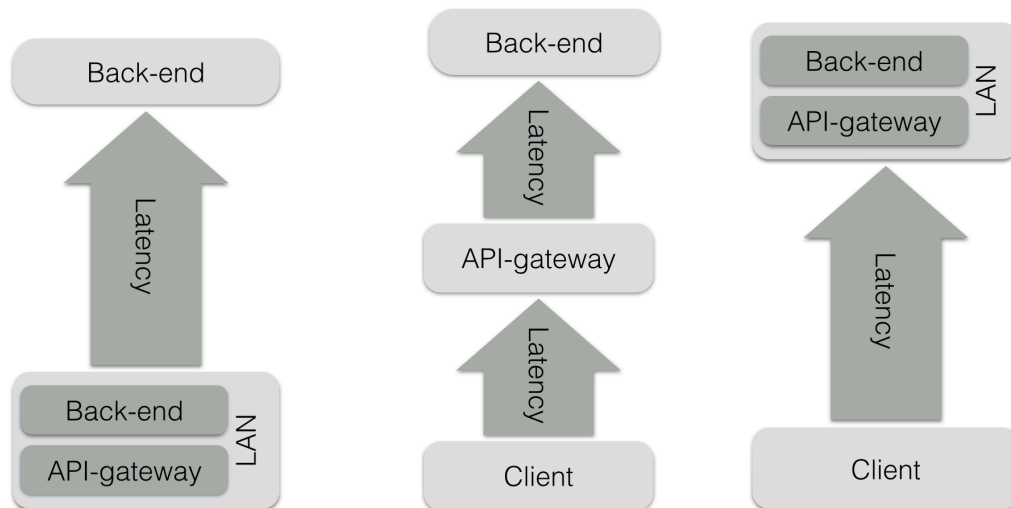 Back-end
Latency
Back-end
API-gateway
LAN
Back-end
Latency
API-gateway
Latency
Client
Back-end
API-gateway
LAN
Latency
Client